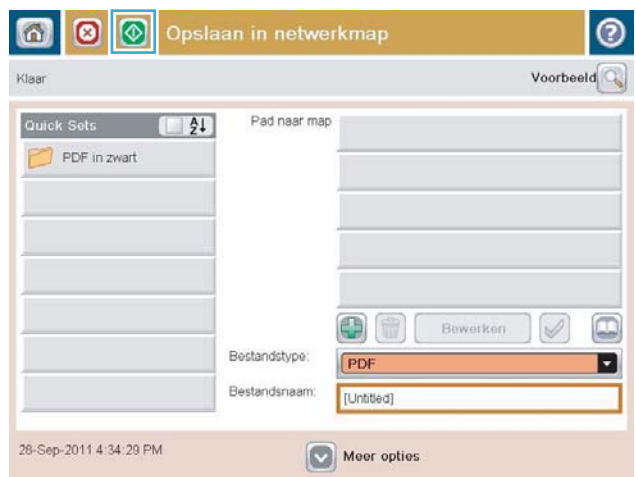 Opslaan in netwerkmap
Klaar
Voorbeeld
Quick Sets
AZ
Pad naar map
PDF in zwart
Bewerken
Bestandstype:
PDF
Bestandsnaam:
[Untitled]
28-Sep-2011 4:34:29 PM
Meer opties